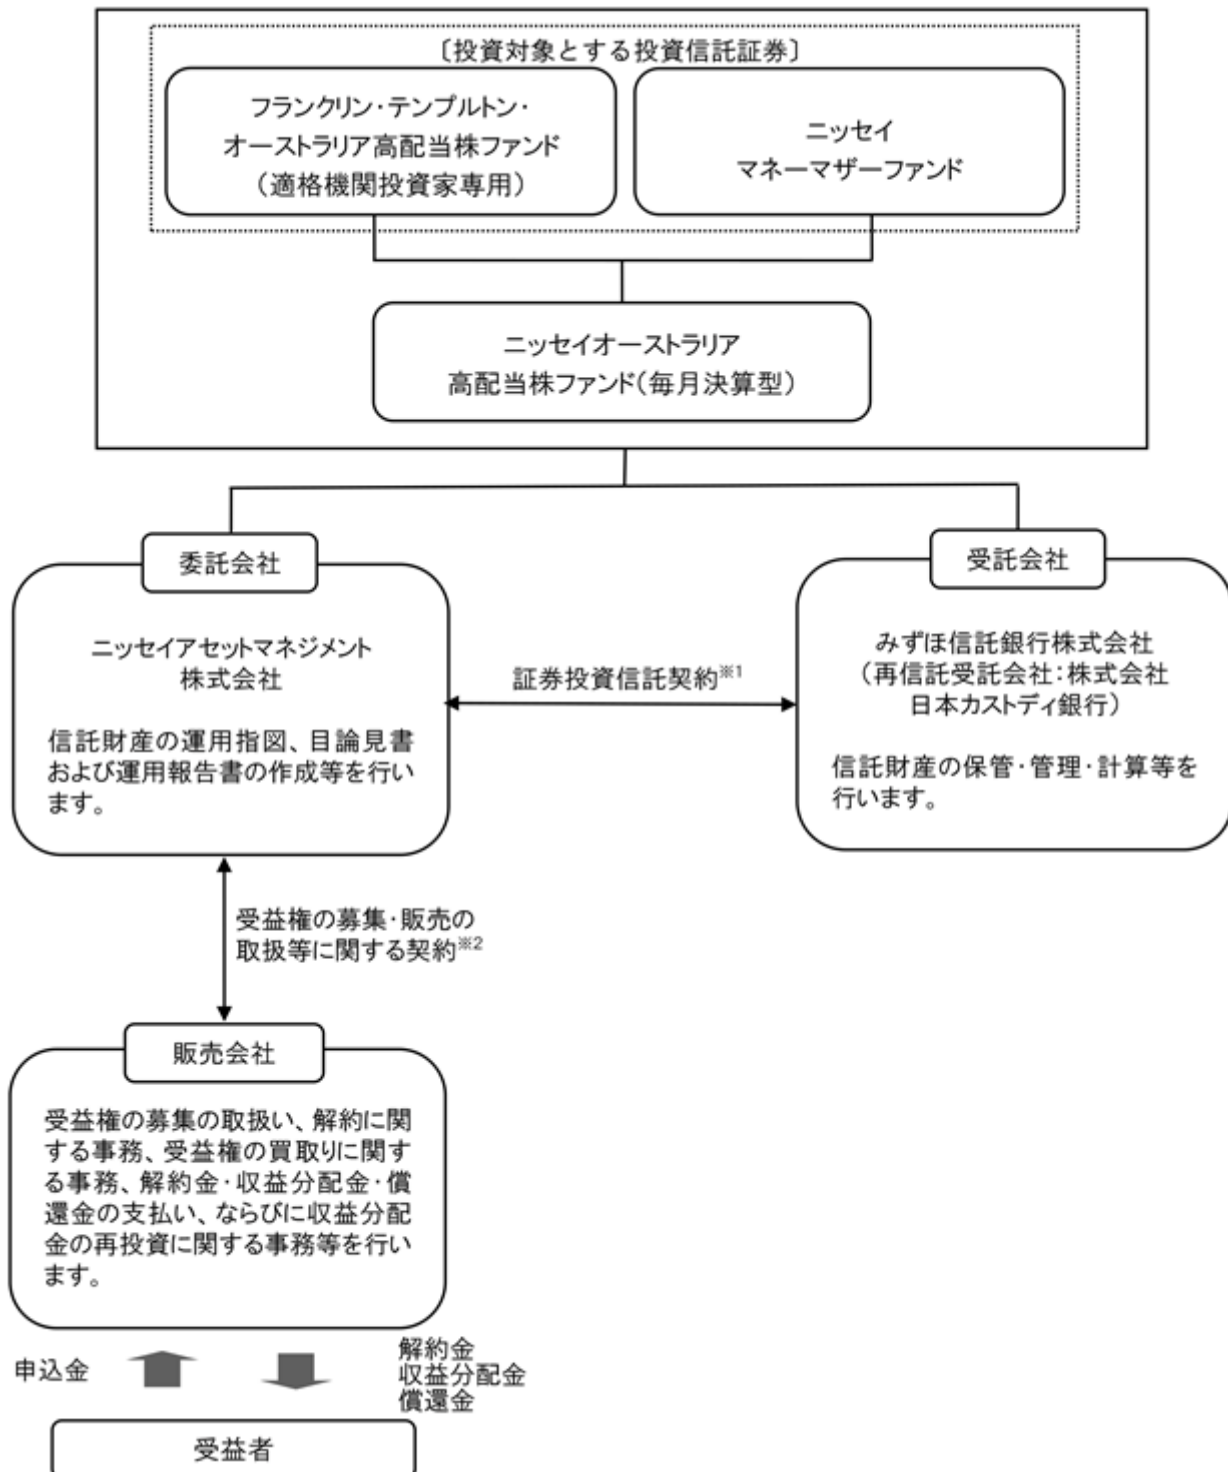 〔投資対象とする投資信託証券〕
フランクリン・テンプルトン・
オーストラリア高配当株ファンド
（適格機関投資家専用）
ニッセイ
マネーマザーファンド
ニッセイオーストラリア
高配当株ファンド（毎月決算型）
委託会社
ニッセイアセットマネジメント
株式会社
信託財産の運用指図、目論見書
および運用報告書の作成等を行い
ます。
証券投資信託契約※1
受託会社
みずほ信託銀行株式会社
（再信託受託会社：株式会社
日本カストディ銀行）
信託財産の保管・管理・計算等を
行います。
受益権の募集・販売の
取扱等に関する契約※2
販売会社
受益権の募集の取扱い、解約に関
する事務、受益権の買取りに関す
る事務、解約金・収益分配金・償
還金の支払い、ならびに収益分配
金の再投資に関する事務等を行い
ます。
申込金
解約金
収益分配金
償還金
受益者